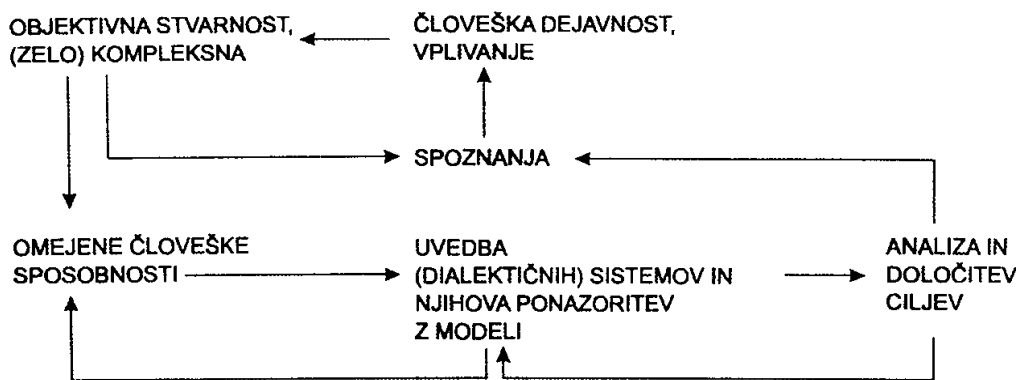 OBJEKTIVNA STVARNOST,
(ZELO) KOMPLEKSNA
ČLOVEŠKA DEJAVNOST,
VPLIVANJE
SPOZNANJA
OMEJENE ČLOVEŠKE
SPOSOBNOSTI
UVEDBA
(DIALEKTIČNIH) SISTEMOV IN
NJIHOVA PONAZORITEV
Z MODELI
ANALIZA IN
DOLOČITEV
CILJEV